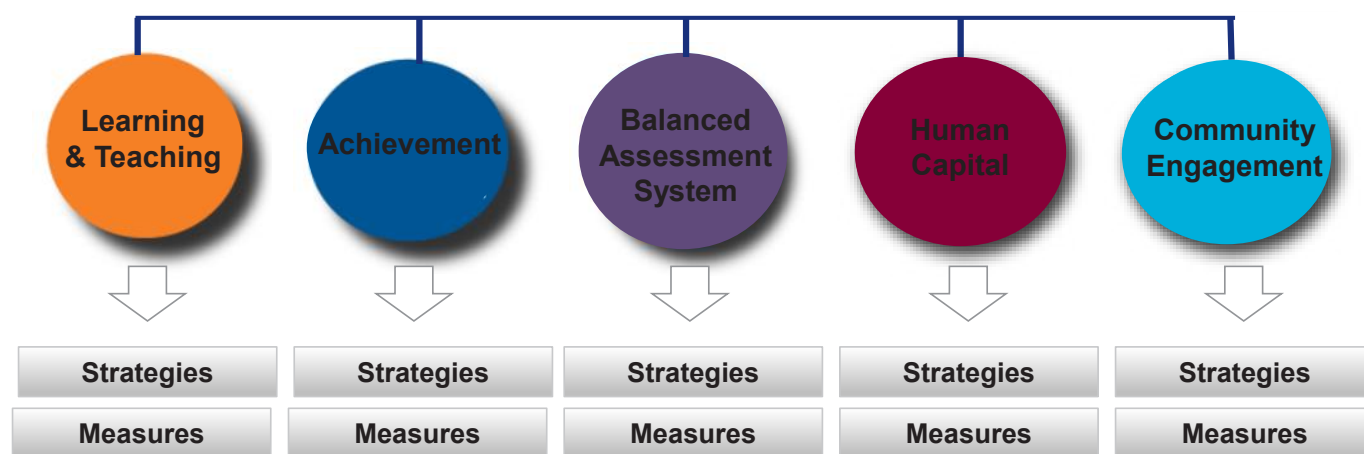 Learning
& Teaching
Achievement
Balanced
Assessment
System
Human
Capital
Community
Engagement
Strategies
Strategies
Strategies
Strategies
Strategies
Measures
Measures
Measures
Measures
Measures